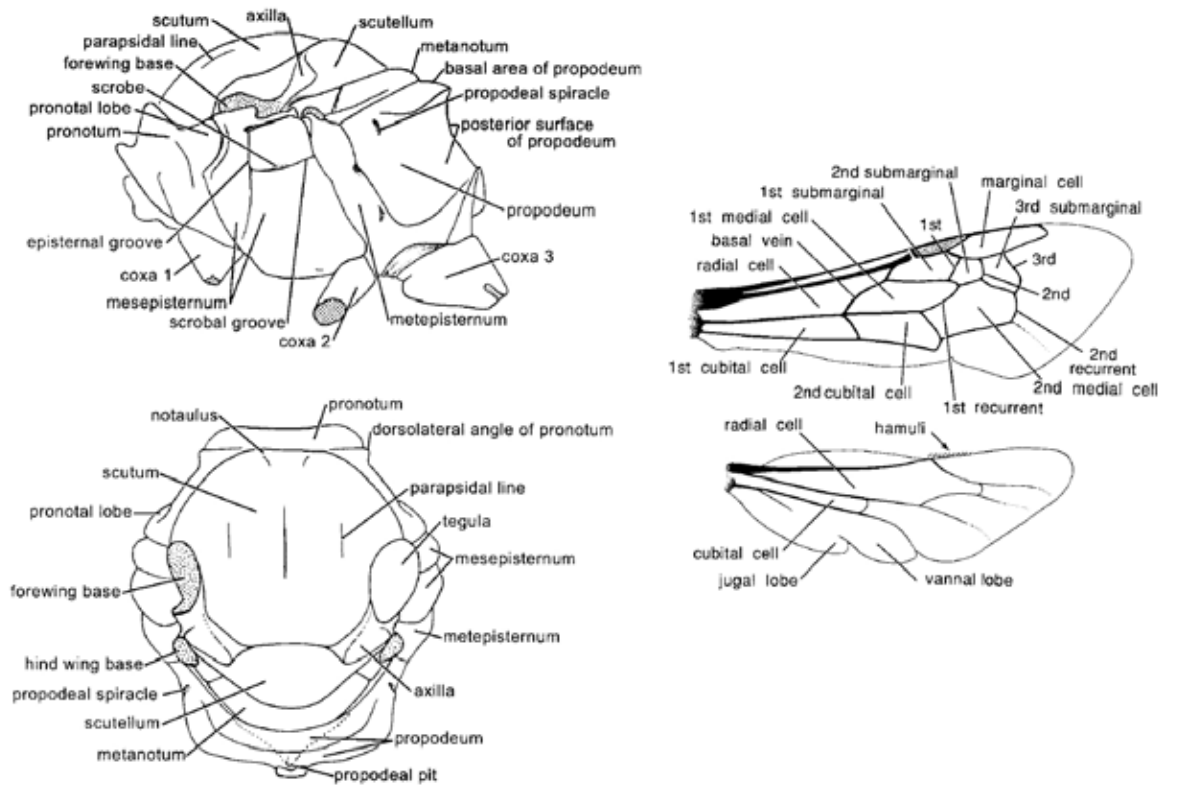 scutum
axilla
scutellum
parapsidal line
metanotum
forewing base
basal area of propodeum
scrobe
propodeal spiracle
pronotal lobe
posterior surface
of propodeum
pronotum
propodeum
episternal groove
coxa 3
coxa 1
mesepisternum
scrobal groove
metepisternum
coxa 2
pronotum
notaulus
dorsolateral angle of pronotum
scutum
parapsidal line
pronotal lobe
tegula
mesepisternum
forewing base
metepisternum
hind wing base
axilla
propodeal spiracle
scutellum
propodeum
metanotum
propodeal pit
2nd submarginal
1st submarginal
marginal cell
3rd submarginal
1st medial cell
1st
basal vein
3rd
radial cell
2nd
2nd
recurrent
1st cubital cell
2nd medial cell
2nd cubital cell
1st recurrent
radial cell
hamuli
cubital cell
jugal lobe
vannal lobe